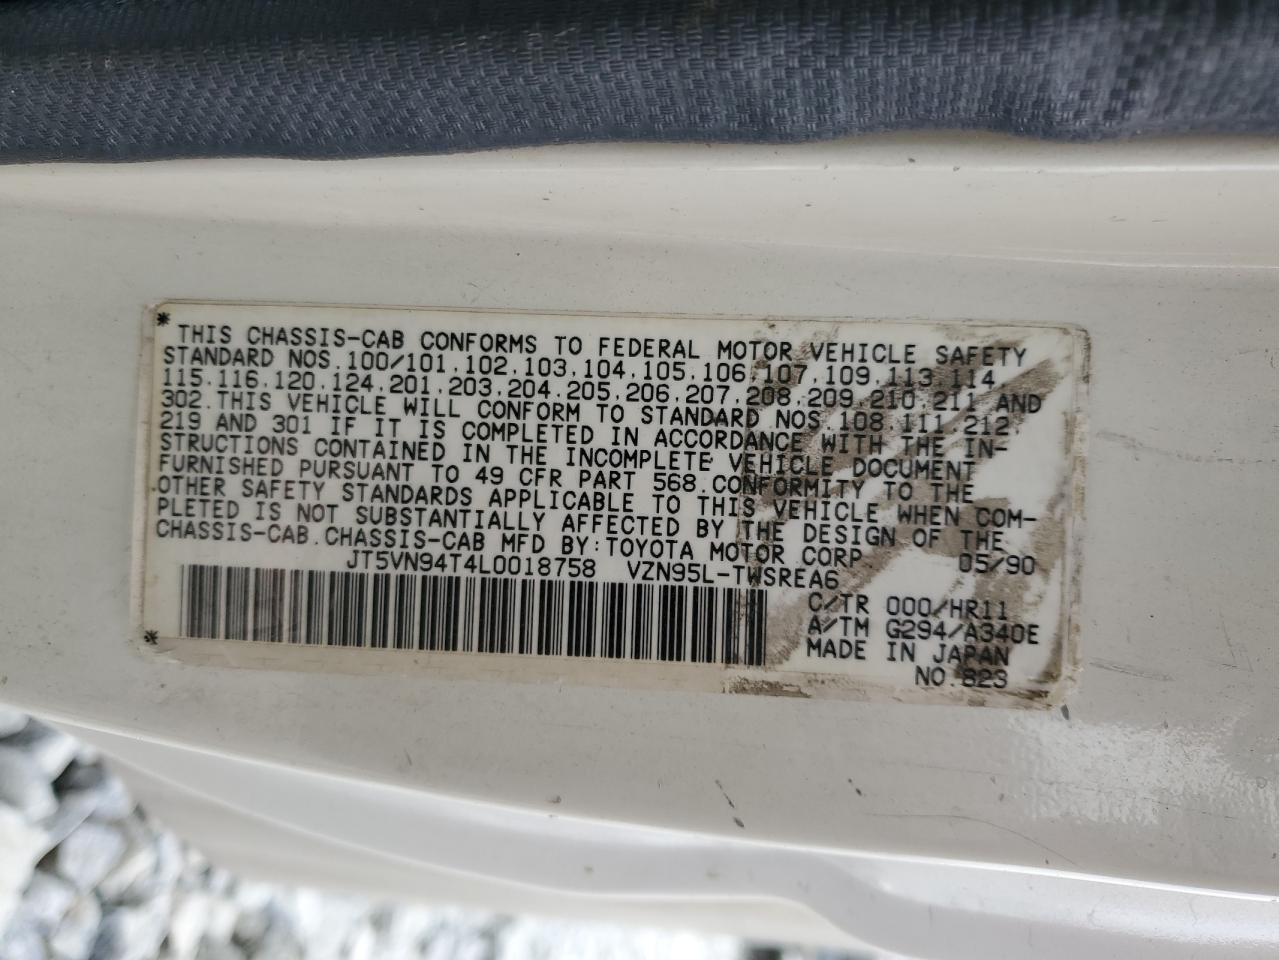 * THIS CHASSIS-CAB CONFORMS TO FEDERAL MOTOR VEHICLE SAFETY
STANDARD NOS.100/101.102.103.104.105.106.107.109.113.114
115.116.120.124.201.203.204.205.206.207.208.209.210.211 AND
302.THIS VEHICLE WILL CONFORM TO STANDARD NOS.108.111.212
219 AND 301 IF IT IS COMPLETED IN ACCORDANCE WITH THE IN-
STRUCTIONS CONTAINED IN THE INCOMPLETE VEHICLE DOCUMENT
FURNISHED PURSUANT TO 49 CFR PART 568.CONFORMITY TO THE
OTHER SAFETY STANDARDS APPLICABLE TO THIS VEHICLE WHEN COM-
PLETED IS NOT SUBSTANTIALLY AFFECTED BY THE DESIGN OF THE
CHASSIS-CAB.CHASSIS-CAB MFD BY:TOYOTA MOTOR CORP 05/90
JT5VN94T4L0018758 VZN95L-TWSREA6
C/TR 000/HR11
* A/TM G294/A340E
MADE IN JAPAN
NO.823